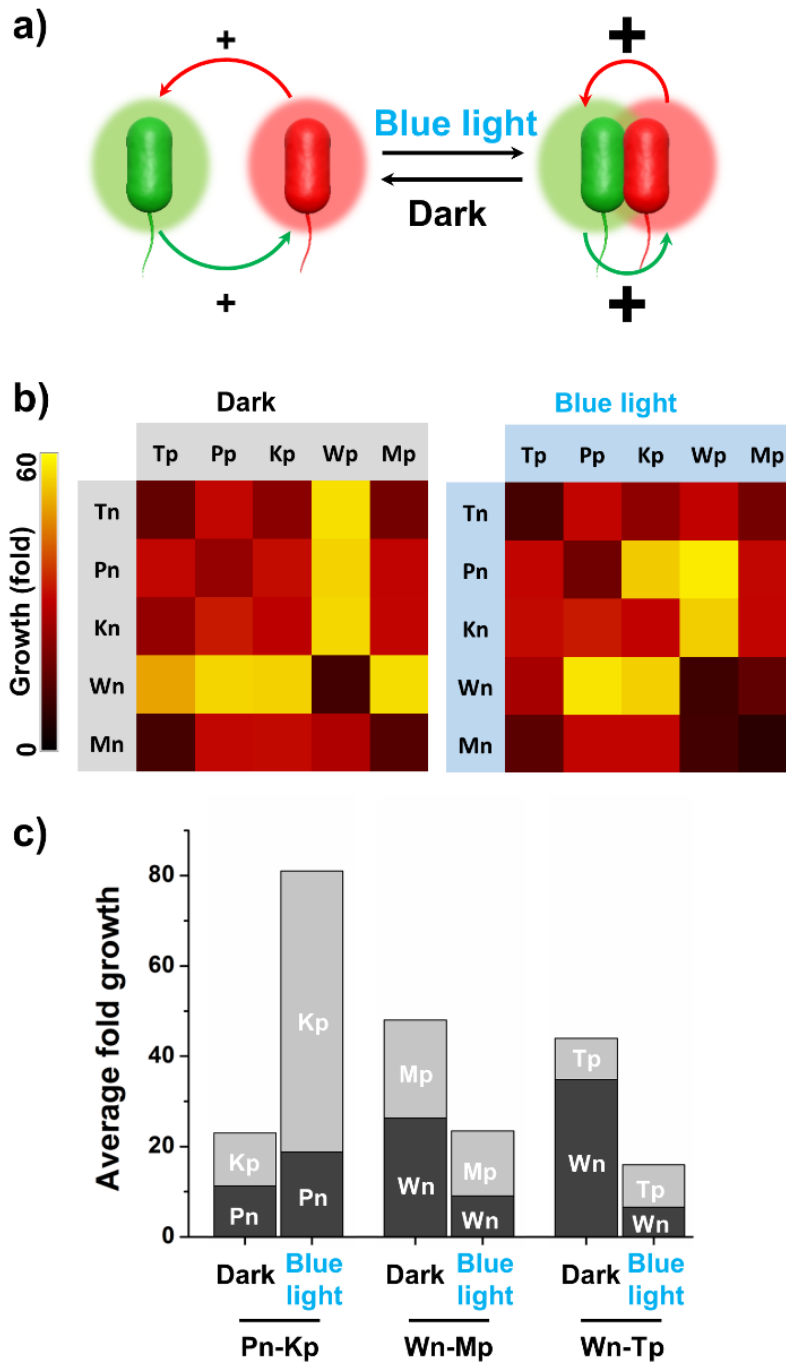 a)
+
Blue light
Dark
+
+
+
b)
Dark
Blue light
Growth (fold)
60
0
Tp Pp Kp Wp Mp
Tn
Pn
Kn
Wn
Mn
Tp Pp Kp Wp Mp
Tn
Pn
Kn
Wn
Mn
c)
Average fold growth
80
60
40
20
0
Kp
Pn
Kp
Pn
Mp
Wn
Mp
Wn
Tp
Wn
Tp
Wn
Dark
Blue
light
Dark
Blue
light
Dark
Blue
light
Pn-Kp
Wn-Mp
Wn-Tp